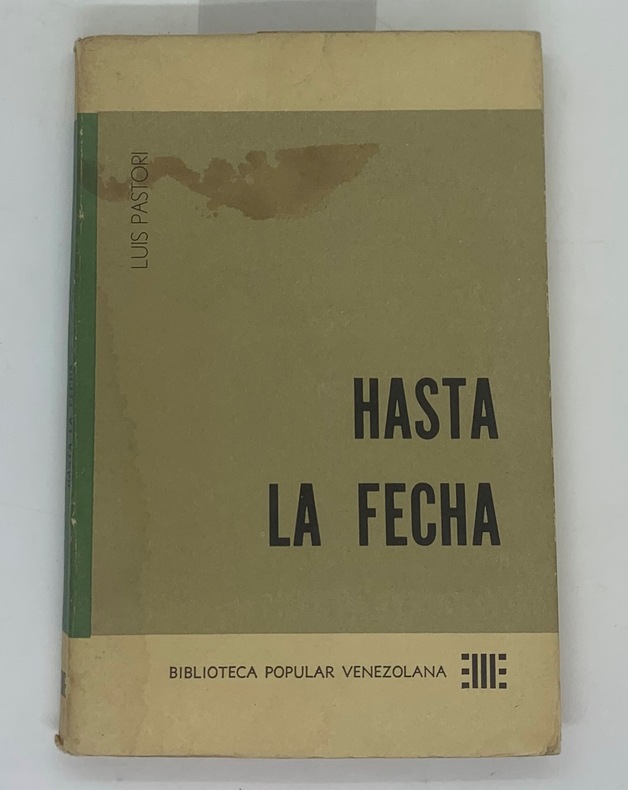 LUIS PASTORI
HASTA
LA FECHA
BIBLIOTECA POPULAR VENEZOLANA